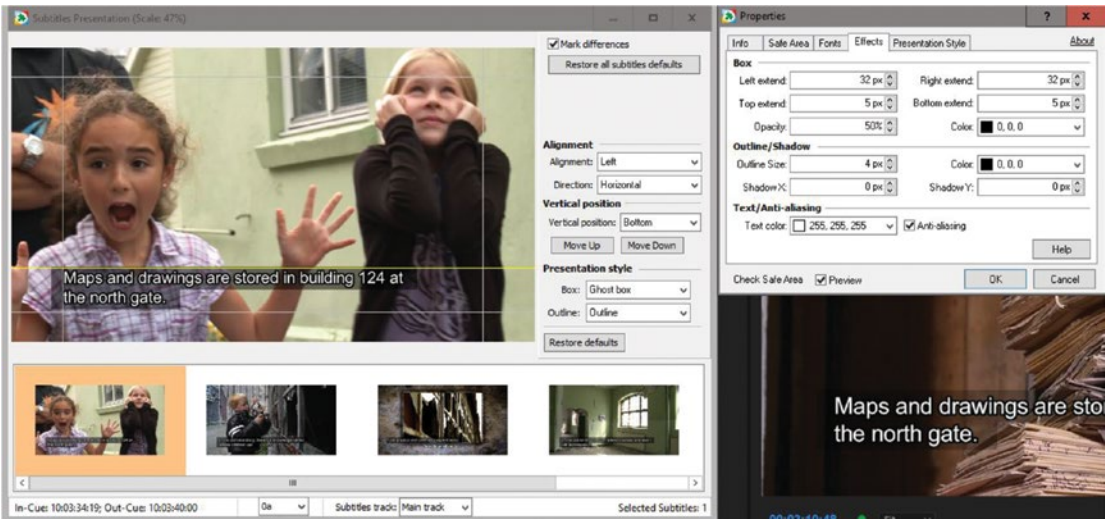 Subtitles Presentation (Scale: 47%)
Mark differences
Restore all subtitles defaults
Alignment
Alignment: Left
Direction: Horizontal
Vertical position
Vertical position: Bottom
Move Up Move Down
Presentation style
Box: Ghost box
Outline: Outline
Restore defaults
Maps and drawings are stored in building 124 at
the north gate.
In-Cue: 10:03:34:19; Out-Cue: 10:03:40:00
0a
Subtitles track: Main track
Selected Subtitles: 1
Properties
Info Safe Area Fonts Effects Presentation Style About
Box
Left extend: 32 px Right extend: 32 px
Top extend: 5 px Bottom extend: 5 px
Opacity: 50% Color: 0, 0, 0
Outline/Shadow
Outline Size: 4 px Color: 0, 0, 0
Shadow X: 0 px Shadow Y: 0 px
Text/Anti-aliasing
Text color: 255, 255, 255 Anti-aliasing
Help
Check Safe Area Preview OK Cancel
Maps and drawings are sto
the north gate.